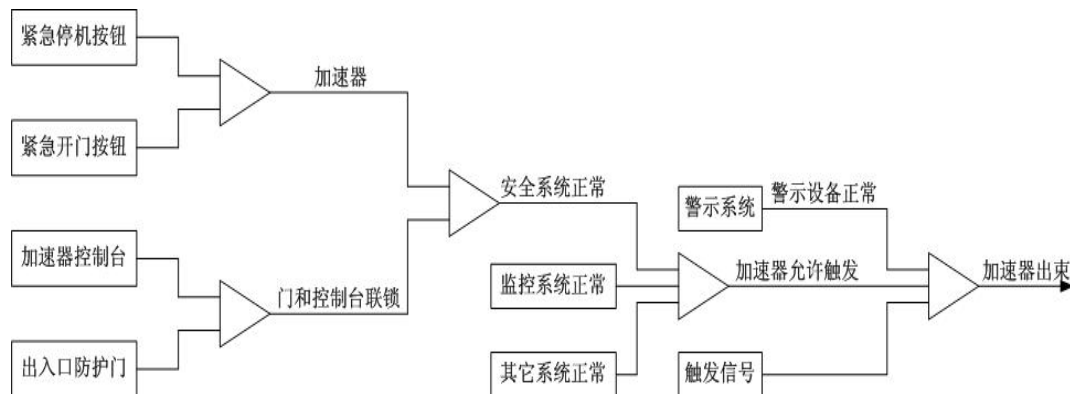 紧急停机按钮
加速器
紧急开门按钮
安全系统正常
警示系统
警示设备正常
加速器控制台
门和控制台联锁
监控系统正常
加速器允许触发
加速器出束
出入口防护门
其它系统正常
触发信号